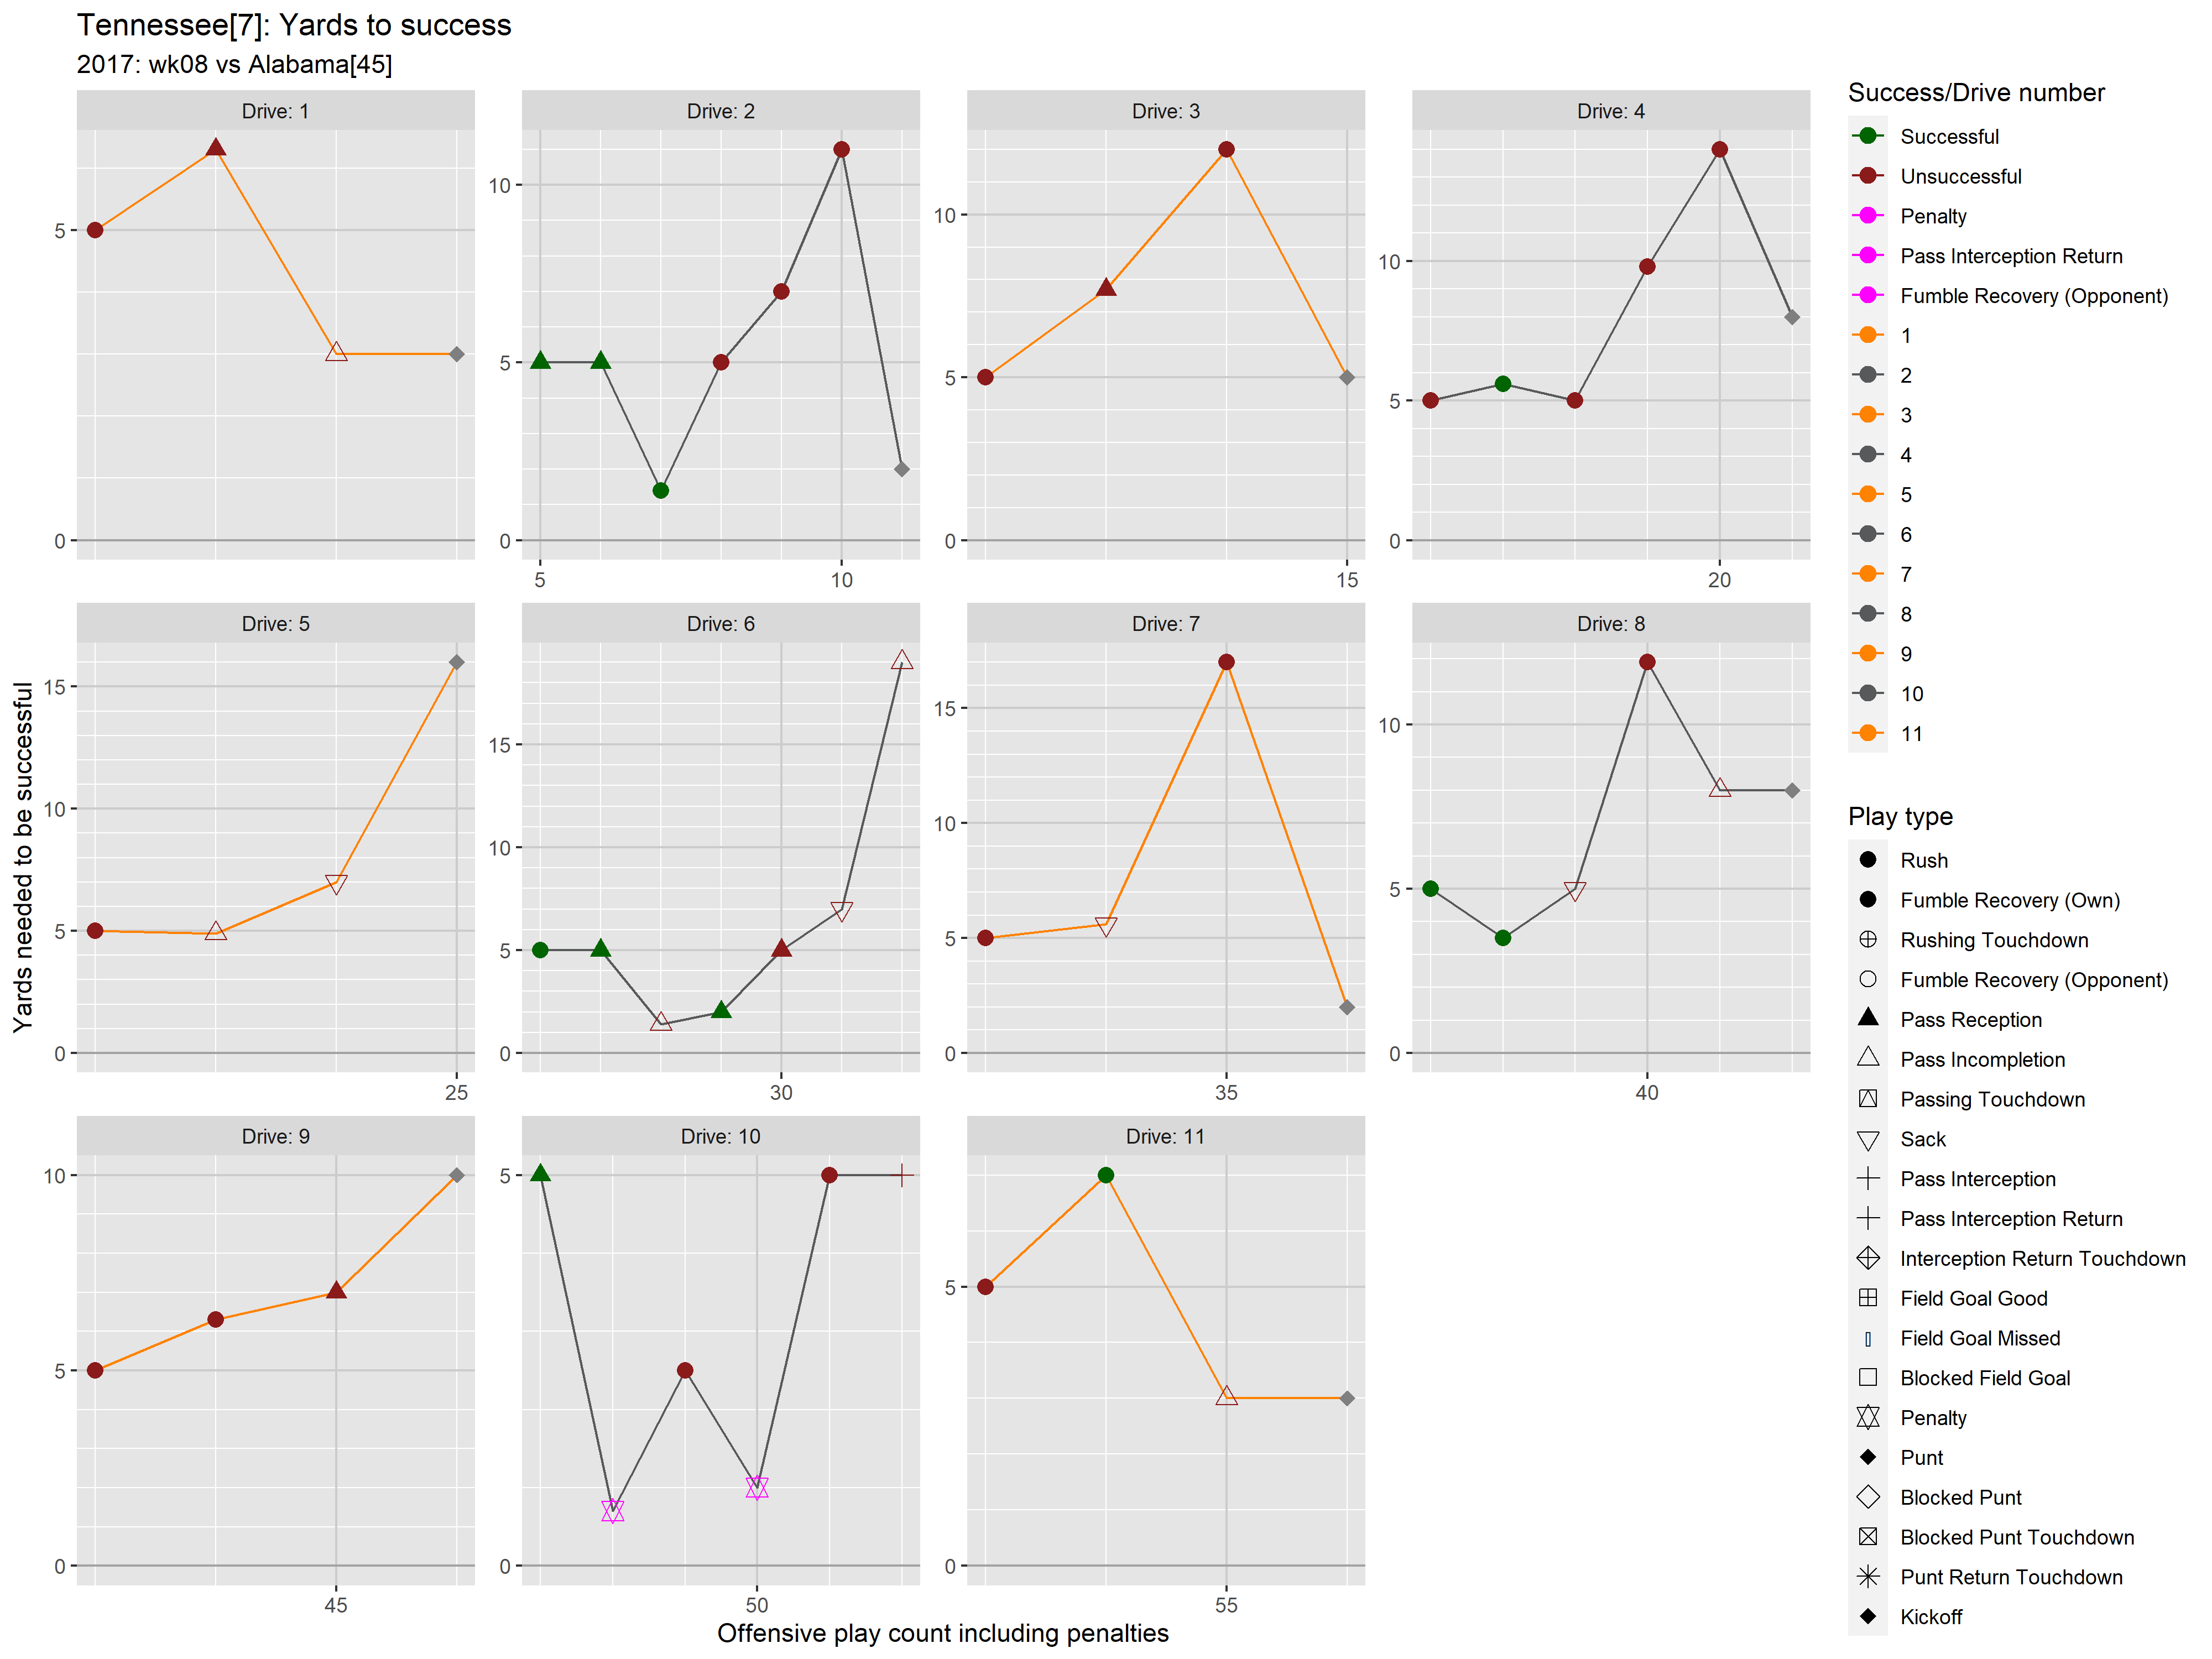 Tennessee[7]: Yards to success
2017: wk08 vs Alabama[45]
Drive: 1
Drive: 2
Drive: 3
Drive: 4
5
0
10
5
0
5
10
10
5
0
15
10
5
0
20
Drive: 5
Drive: 6
Drive: 7
Drive: 8
15
10
5
0
25
15
10
5
0
30
15
10
5
0
35
10
5
0
40
Drive: 9
Drive: 10
Drive: 11
10
5
0
45
5
0
50
5
0
55
Yards needed to be successful
Offensive play count including penalties
Success/Drive number
Successful
Unsuccessful
Penalty
Pass Interception Return
Fumble Recovery (Opponent)
1
2
3
4
5
6
7
8
9
10
11
Play type
Rush
Fumble Recovery (Own)
Rushing Touchdown
Fumble Recovery (Opponent)
Pass Reception
Pass Incompletion
Passing Touchdown
Sack
Pass Interception
Pass Interception Return
Interception Return Touchdown
Field Goal Good
Field Goal Missed
Blocked Field Goal
Penalty
Punt
Blocked Punt
Blocked Punt Touchdown
Punt Return Touchdown
Kickoff